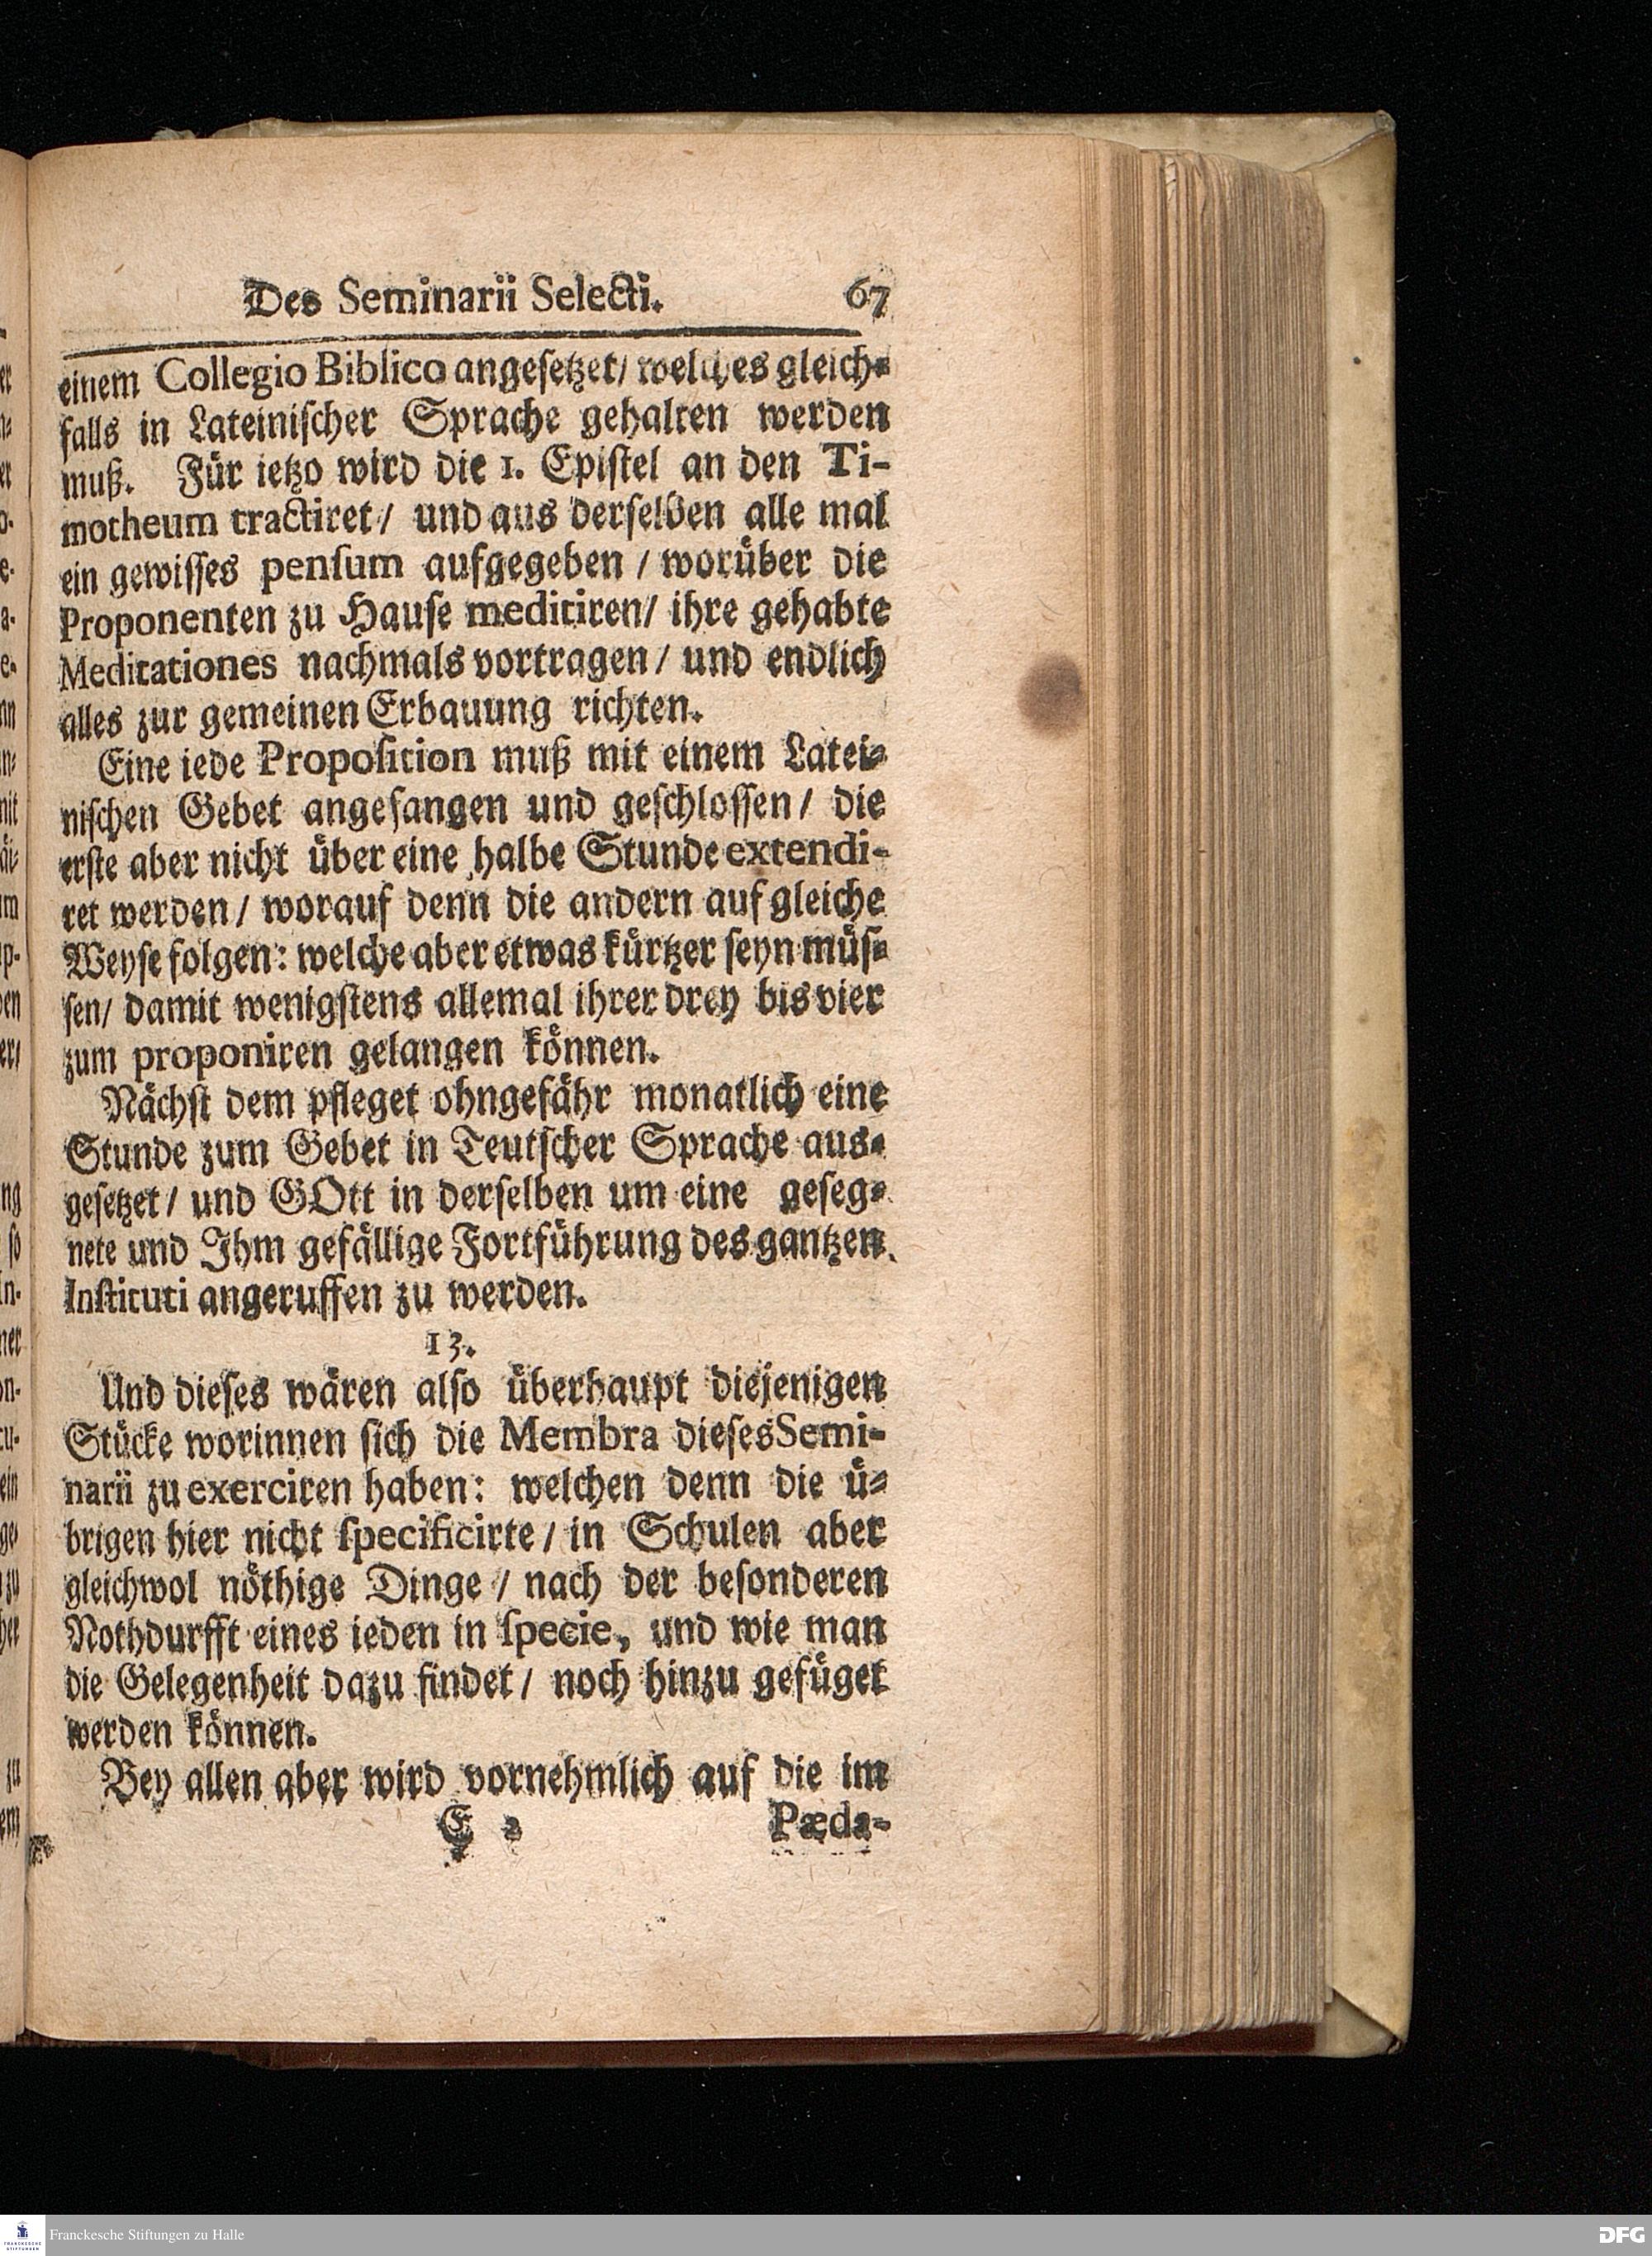 Des Seminarii Selecti. 67
einem Collegio Biblico angeſetzet/ welches gleich⸗
falls in Lateiniſcher Sprache gehalten werden
muß. Für ietzo wird die 1. Epiſtel an den Ti-
motheum tractiret/ und aus derſelben alle mal
ein gewiſſes penſum aufgegeben / worüber die
Proponenten zu Hauſe meditiren/ ihre gehabte
Meditationes nachmals vortragen / und endlich
alles zur gemeinen Erbauung richten.
Eine iede Propoſition muß mit einem Latei⸗
niſchen Gebet angefangen und geſchloſſen / die
erſte aber nicht über eine halbe Stunde extendi-
ret werden / worauf denn die andern auf gleiche
Weyſe folgen: welche aber etwas kürtzer ſeyn müſ⸗
ſen/ damit wenigſtens allemal ihrer drey bis vier
zum proponiren gelangen können.
Nächſt dem pfleget ohngefähr monatlich eine
Stunde zum Gebet in Teutſcher Sprache aus⸗
geſetzet / und GOtt in derſelben um eine geſeg⸗
nete und Ihm gefällige Fortführung des gantzen
Inſtituti angeruffen zu werden.
13.
Und dieſes wären alſo überhaupt diejenigen
Stücke worinnen ſich die Membra dieſes Semi-
narii zu exerciren haben: welchen denn die ü⸗
brigen hier nicht ſpecificirte / in Schulen aber
gleichwol nöthige Dinge / nach der beſonderen
Nothdurfft eines ieden in ſpecie, und wie man
die Gelegenheit dazu findet / noch hinzu gefüget
werden können.
Bey allen aber wird vornehmlich auf die im
E 2 Pæda-
Franckesche Stiftungen zu Halle
DFG